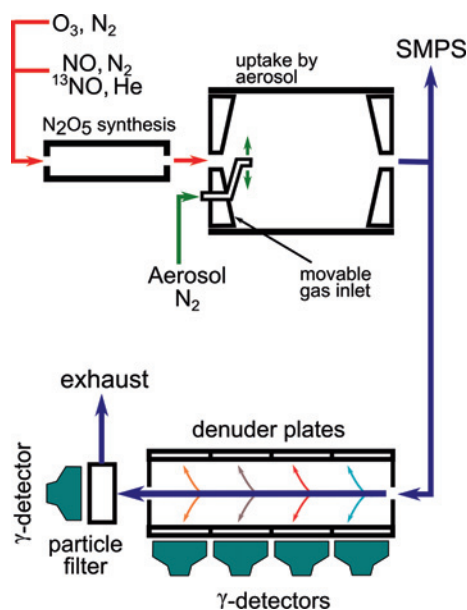 O₃, N₂
NO, N₂
¹³NO, He
N₂O₅ synthesis
uptake by
aerosol
SMPS
Aerosol
N₂
movable
gas inlet
exhaust
denuder plates
γ-detector
particle
filter
γ-detectors